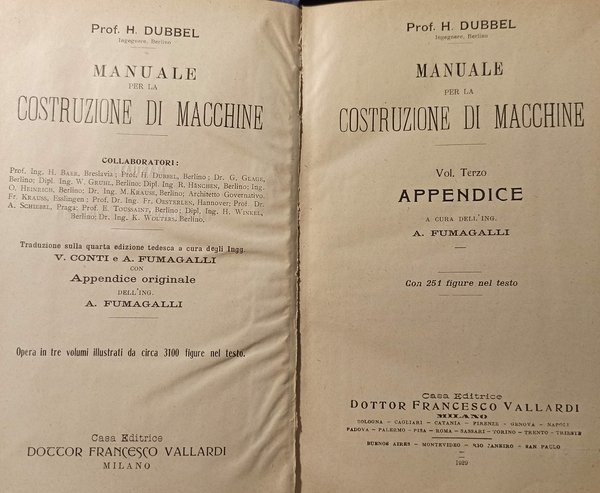 Prof. H. DUBBEL
Ingegnere, Berlino
MANUALE
PER LA
COSTRUZIONE DI MACCHINE
COLLABORATORI:
Prof. Ing. H. BAER, Breslavia; Prof. H. DUBBEL, Berlino; Dr. G. GLAGE,
Berlino; Dipl. Ing. W. GRUHL, Berlino; Dipl. Ing. R. HÄNCHEN, Berlino; Ing.
O. HEINRICH, Berlino; Dr. Ing. M. KRAUSE, Berlino; Architetto Governativo.
Fr. KRAUSS, Esslingen; Prof. Dr. Ing. Fr. OESTERLEN, Hannover; Prof. Dr.
A. SCHIEBEL, Praga; Prof. E. TOUSSAINT, Berlino; Dipl. Ing. H. WINKEL,
Berlino; Dr. Ing. K. WOLTERS, Berlino.
Traduzione sulla quarta edizione tedesca a cura degli Ingg.
V. CONTI e A. FUMAGALLI
CON
Appendice originale
DELL'ING.
A. FUMAGALLI
Opera in tre volumi illustrati da circa 3100 figure nel testo.
Casa Editrice
DOTTOR FRANCESCO VALLARDI
MILANO
Prof. H. DUBBEL
Ingegnere, Berlino
MANUALE
PER LA
COSTRUZIONE DI MACCHINE
Vol. Terzo
APPENDICE
A CURA DELL'ING.
A. FUMAGALLI
Con 251 figure nel testo
Casa Editrice
DOTTOR FRANCESCO VALLARDI
MILANO
BOLOGNA - CAGLIARI - CATANIA - FIRENZE - GENOVA - NAPOLI
PADOVA - PALERMO - PISA - ROMA - SASSARI - TORINO - TRENTO - TRIESTE
BUENOS AIRES - MONTEVIDEO - RIO JANEIRO - SAN PAULO
1929